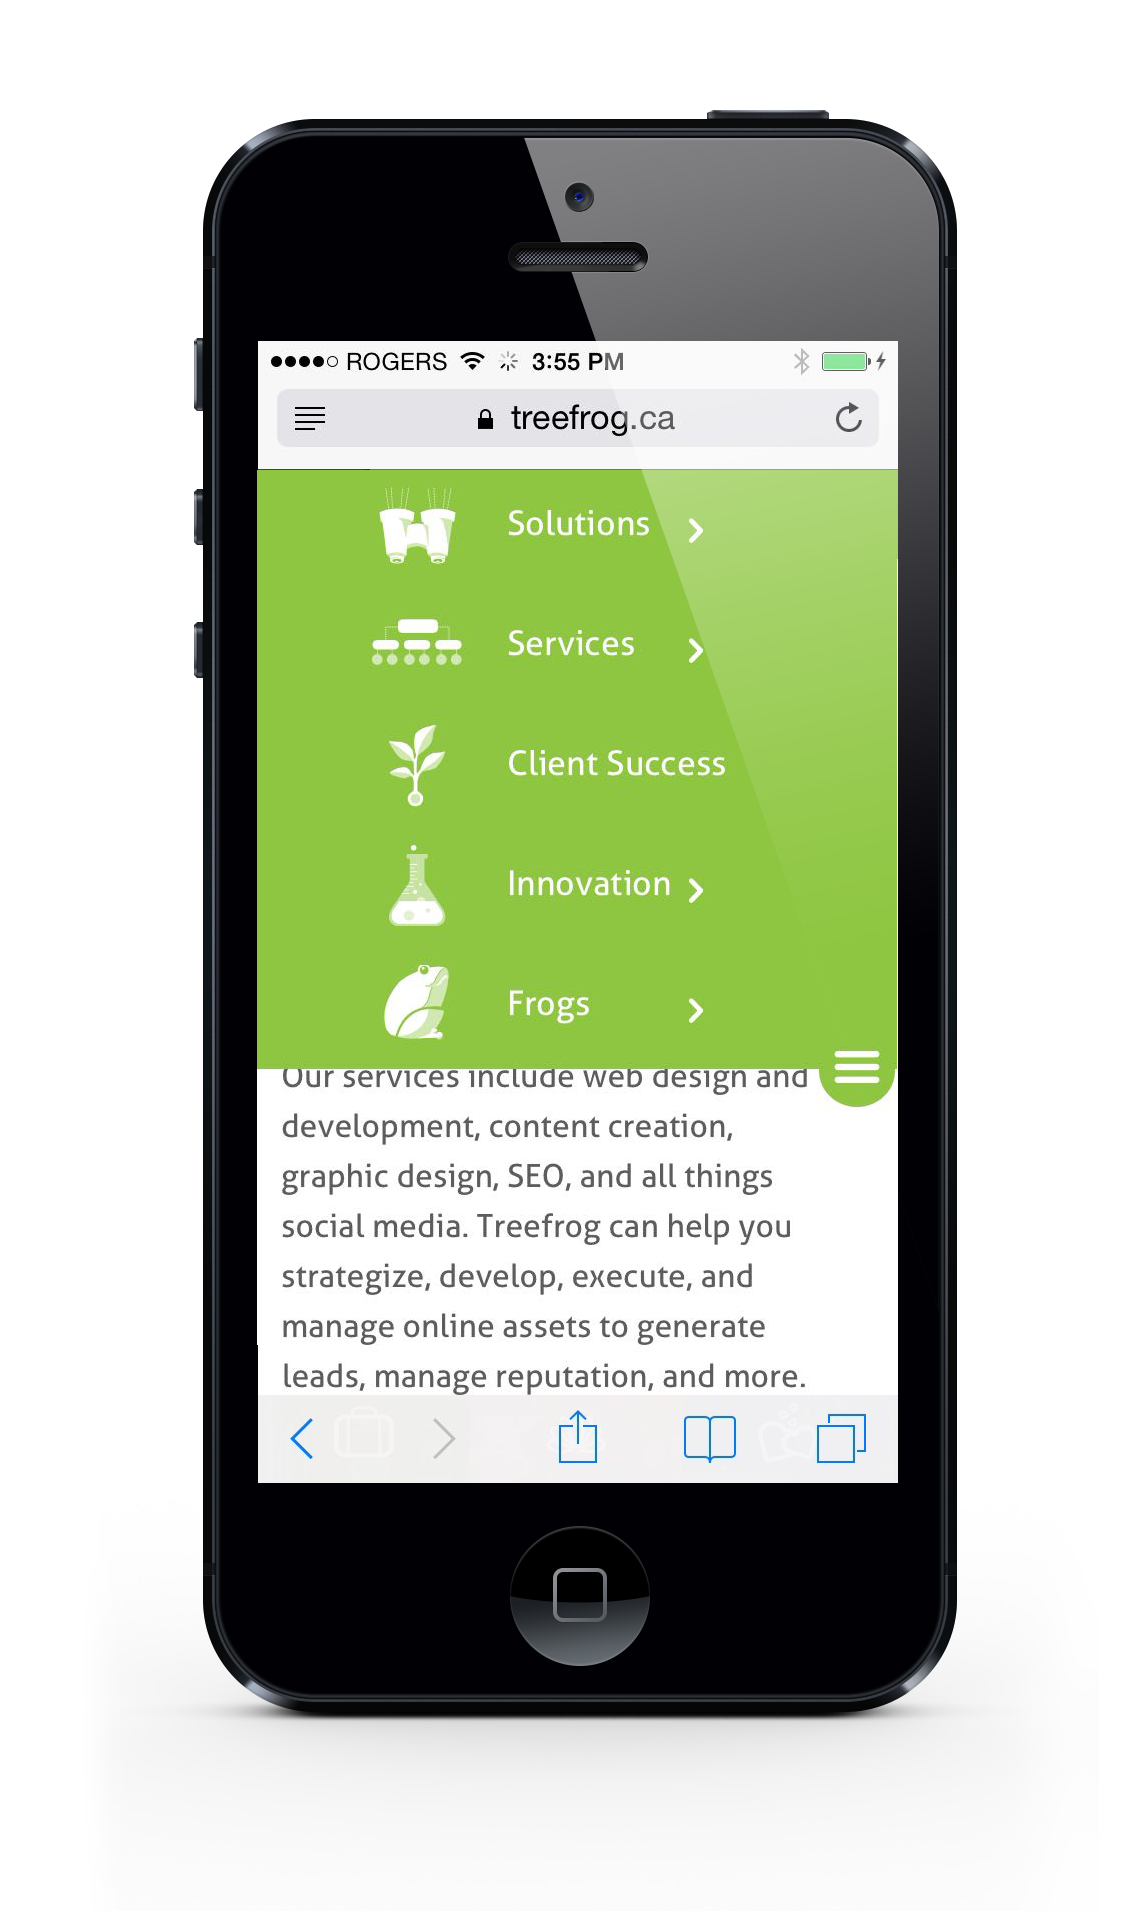 ROGERS 3:55 PM
treefrog.ca
Solutions
Services
Client Success
Innovation
Frogs
Our services include web design and
development, content creation,
graphic design, SEO, and all things
social media. Treefrog can help you
strategize, develop, execute, and
manage online assets to generate
leads, manage reputation, and more.